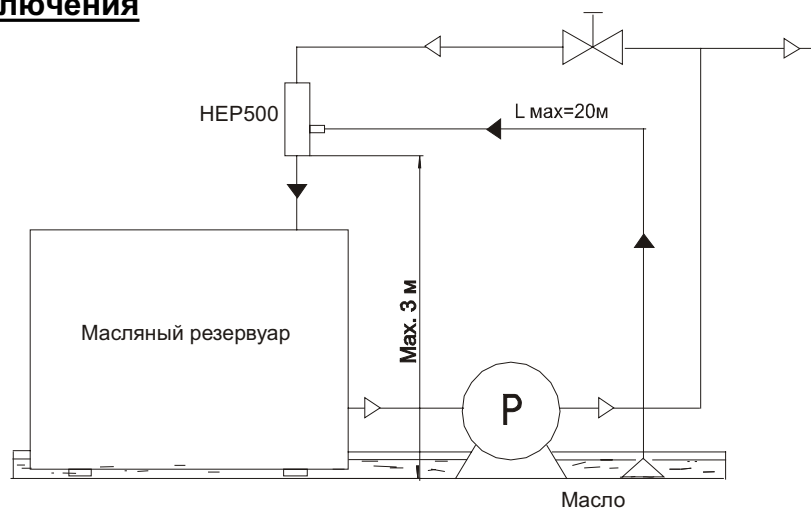 лючения
HEP500
L мах=20м
Max. 3 м
Масляный резервуар
P
Масло